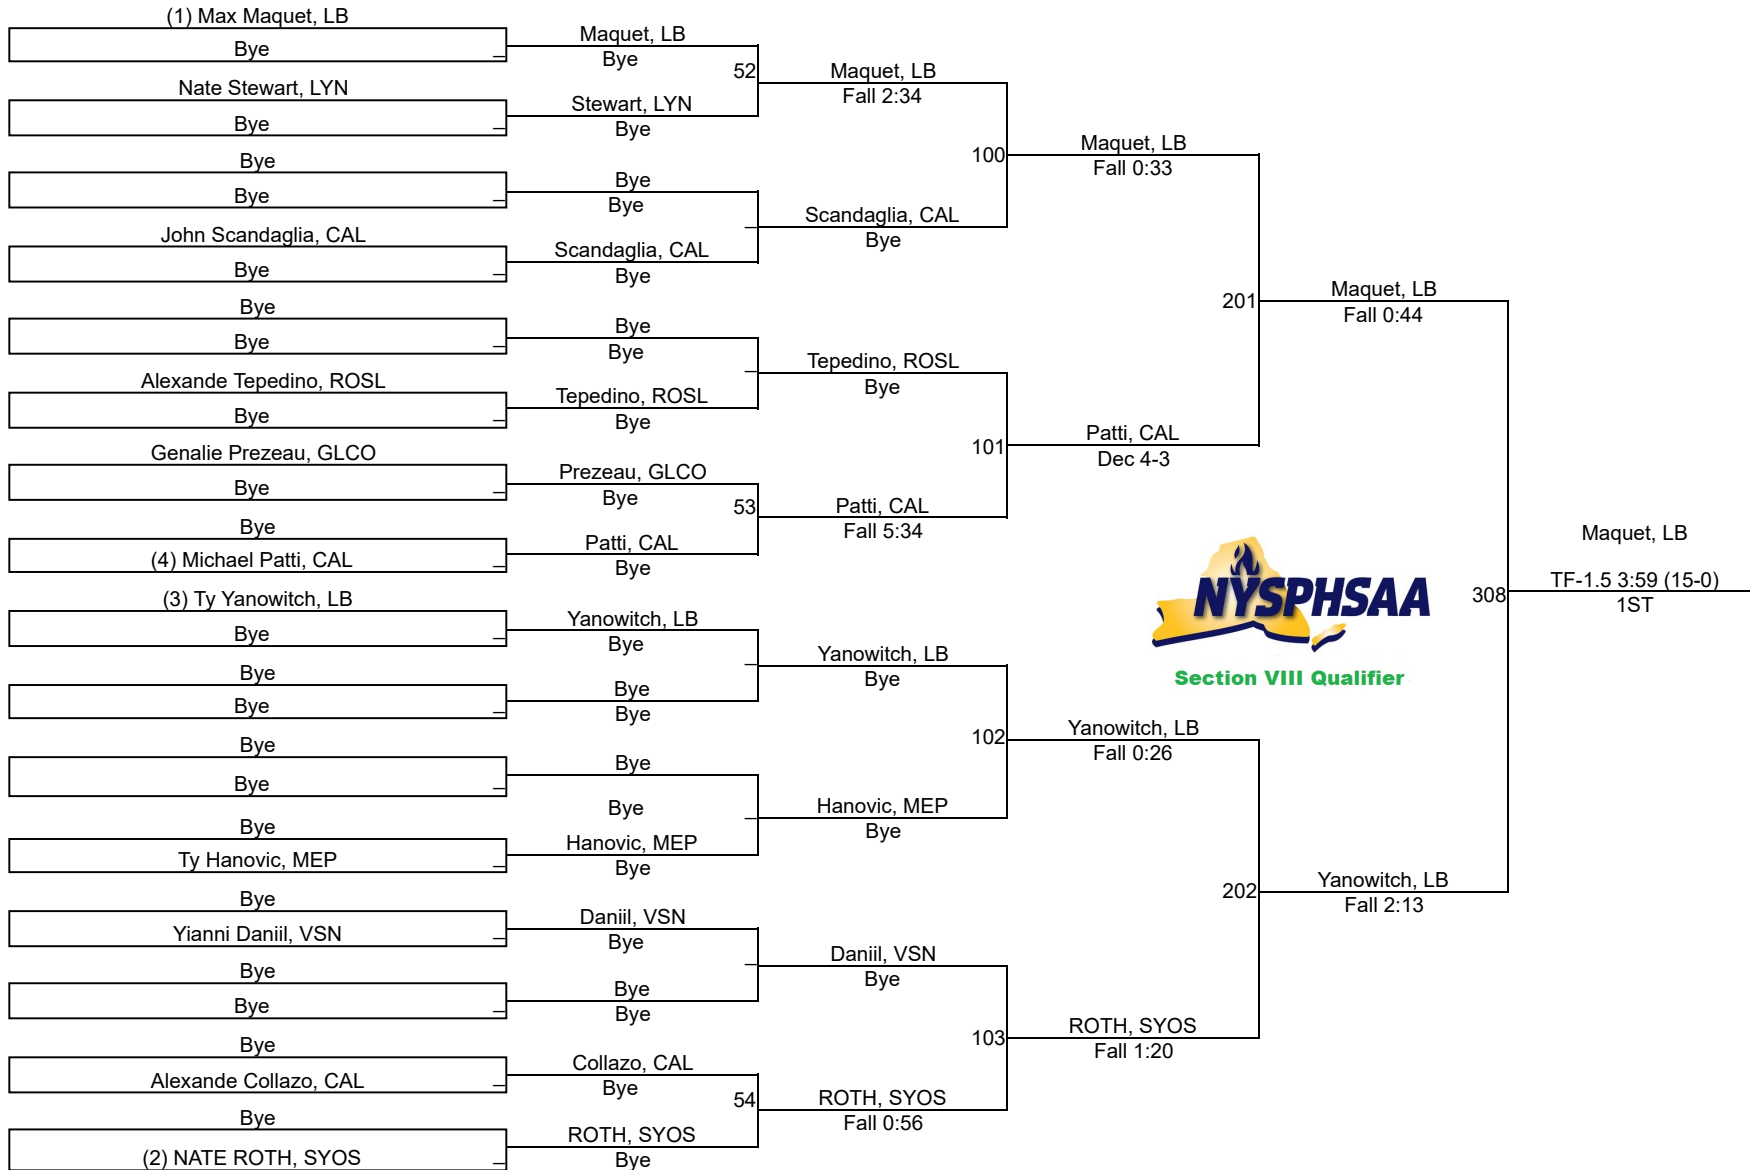 (1) Max Maquet, LB
Bye
Nate Stewart, LYN
Bye
Bye
Bye
John Scandaglia, CAL
Bye
Bye
Bye
Alexande Tepedino, ROSL
Bye
Genalie Prezeau, GLCO
Bye
Bye
(4) Michael Patti, CAL
(3) Ty Yanowitch, LB
Bye
Bye
Bye
Bye
Bye
Bye
Ty Hanovic, MEP
Bye
Yianni Daniil, VSN
Bye
Bye
Bye
Alexande Collazo, CAL
Bye
(2) NATE ROTH, SYOS
Maquet, LB
Bye
52
Stewart, LYN
Bye
Bye
Bye
Scandaglia, CAL
Bye
Bye
Bye
Tepedino, ROSL
Bye
Prezeau, GLCO
Bye
53
Patti, CAL
Bye
Yanowitch, LB
Bye
Bye
Bye
Bye
Bye
Hanovic, MEP
Bye
Daniil, VSN
Bye
Bye
Bye
Collazo, CAL
Bye
54
ROTH, SYOS
Bye
Maquet, LB
Fall 2:34
100
Scandaglia, CAL
Bye
Tepedino, ROSL
Bye
101
Patti, CAL
Fall 5:34
Yanowitch, LB
Bye
102
Hanovic, MEP
Bye
Daniil, VSN
Bye
103
ROTH, SYOS
Fall 0:56
Maquet, LB
Fall 0:33
201
Patti, CAL
Dec 4-3
NYSPHSAA
Section VIII Qualifier
Yanowitch, LB
Fall 0:26
202
ROTH, SYOS
Fall 1:20
Maquet, LB
Fall 0:44
308
Yanowitch, LB
Fall 2:13
Maquet, LB
TF-1.5 3:59 (15-0)
1ST